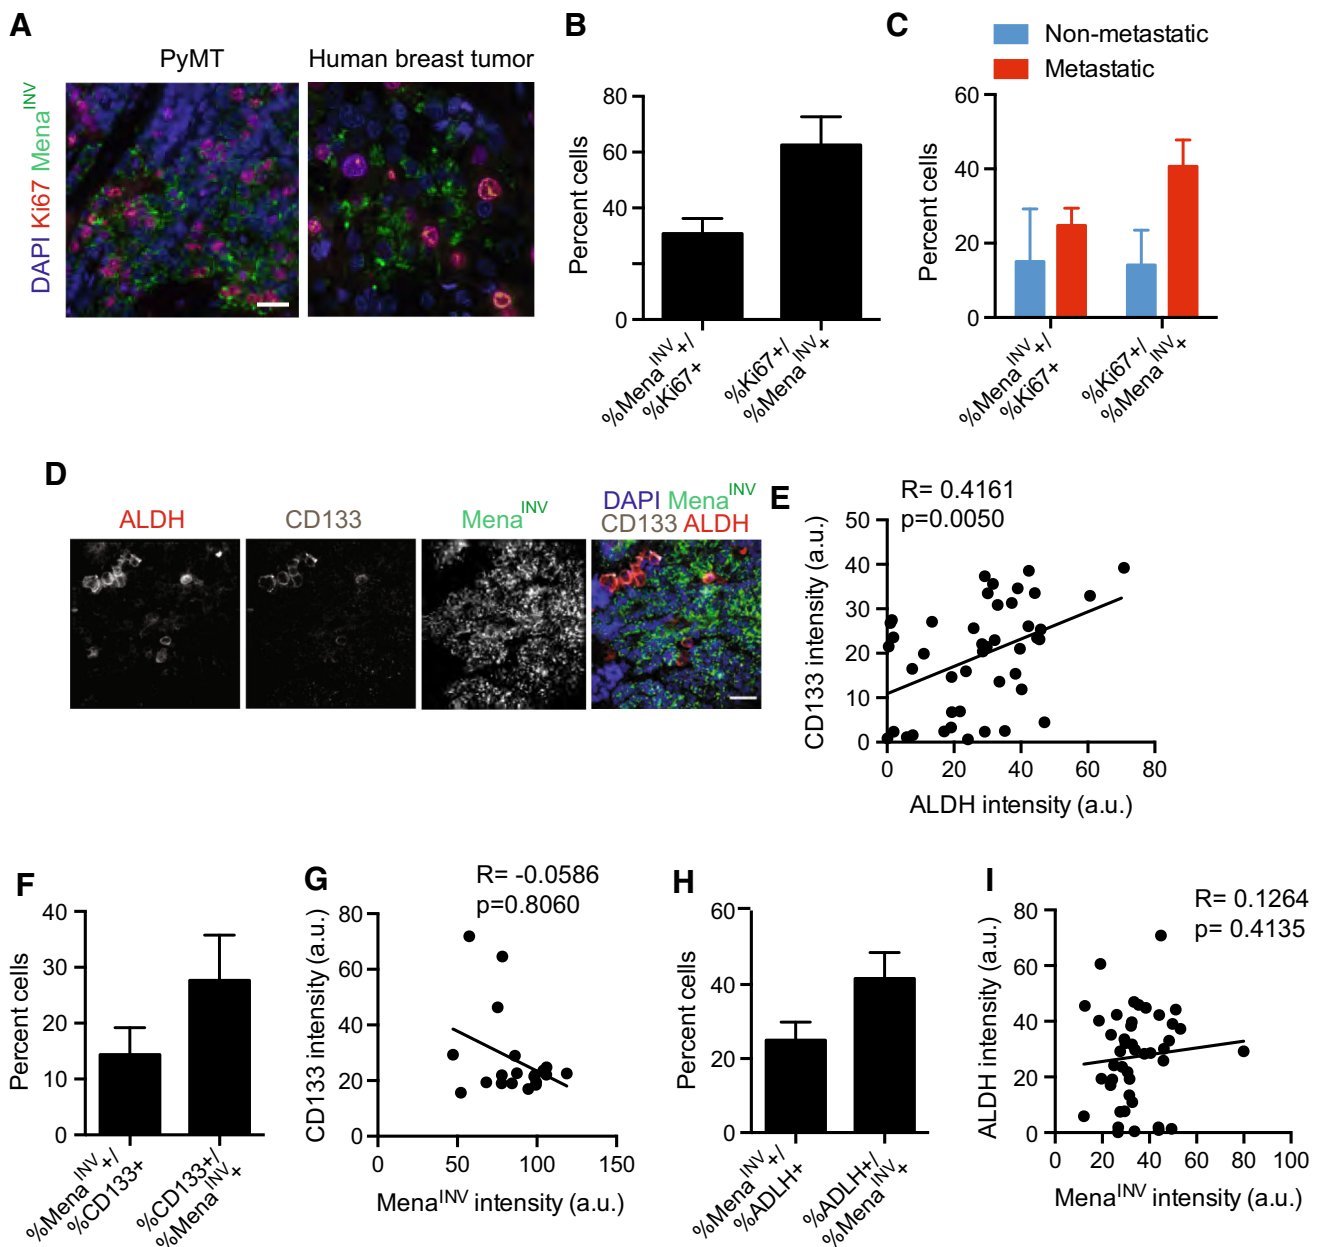 A
PyMT
Human breast tumor
DAPI Ki67 Mena^INV
B
Percent cells
80
60
40
0
%Mena^INV+/
%Ki67+
%Ki67+/
%Mena^INV+
C
Non-metastatic
Metastatic
Percent cells
60
40
20
0
%Mena^INV+/
%Ki67+
%Ki67+/
%Mena^INV+
D
ALDH
CD133
Mena^INV
DAPI Mena^INV
CD133 ALDH
E
R= 0.4161
p=0.0050
CD133 intensity (a.u.)
50
40
30
20
10
0
0 20 40 60 80
ALDH intensity (a.u.)
F
Percent cells
40
30
20
10
0
%Mena^INV+/
%CD133+
%CD133+/
%Mena^INV+
G
R= -0.0586
p=0.8060
CD133 intensity (a.u.)
80
60
40
20
0
0 50 100 150
Mena^INV intensity (a.u.)
H
Percent cells
60
40
20
0
%Mena^INV+/
%ADLH+
%ADLH+/
%Mena^INV+
I
R= 0.1264
p= 0.4135
ALDH intensity (a.u.)
80
60
40
20
0
0 20 40 60 80 100
Mena^INV intensity (a.u.)